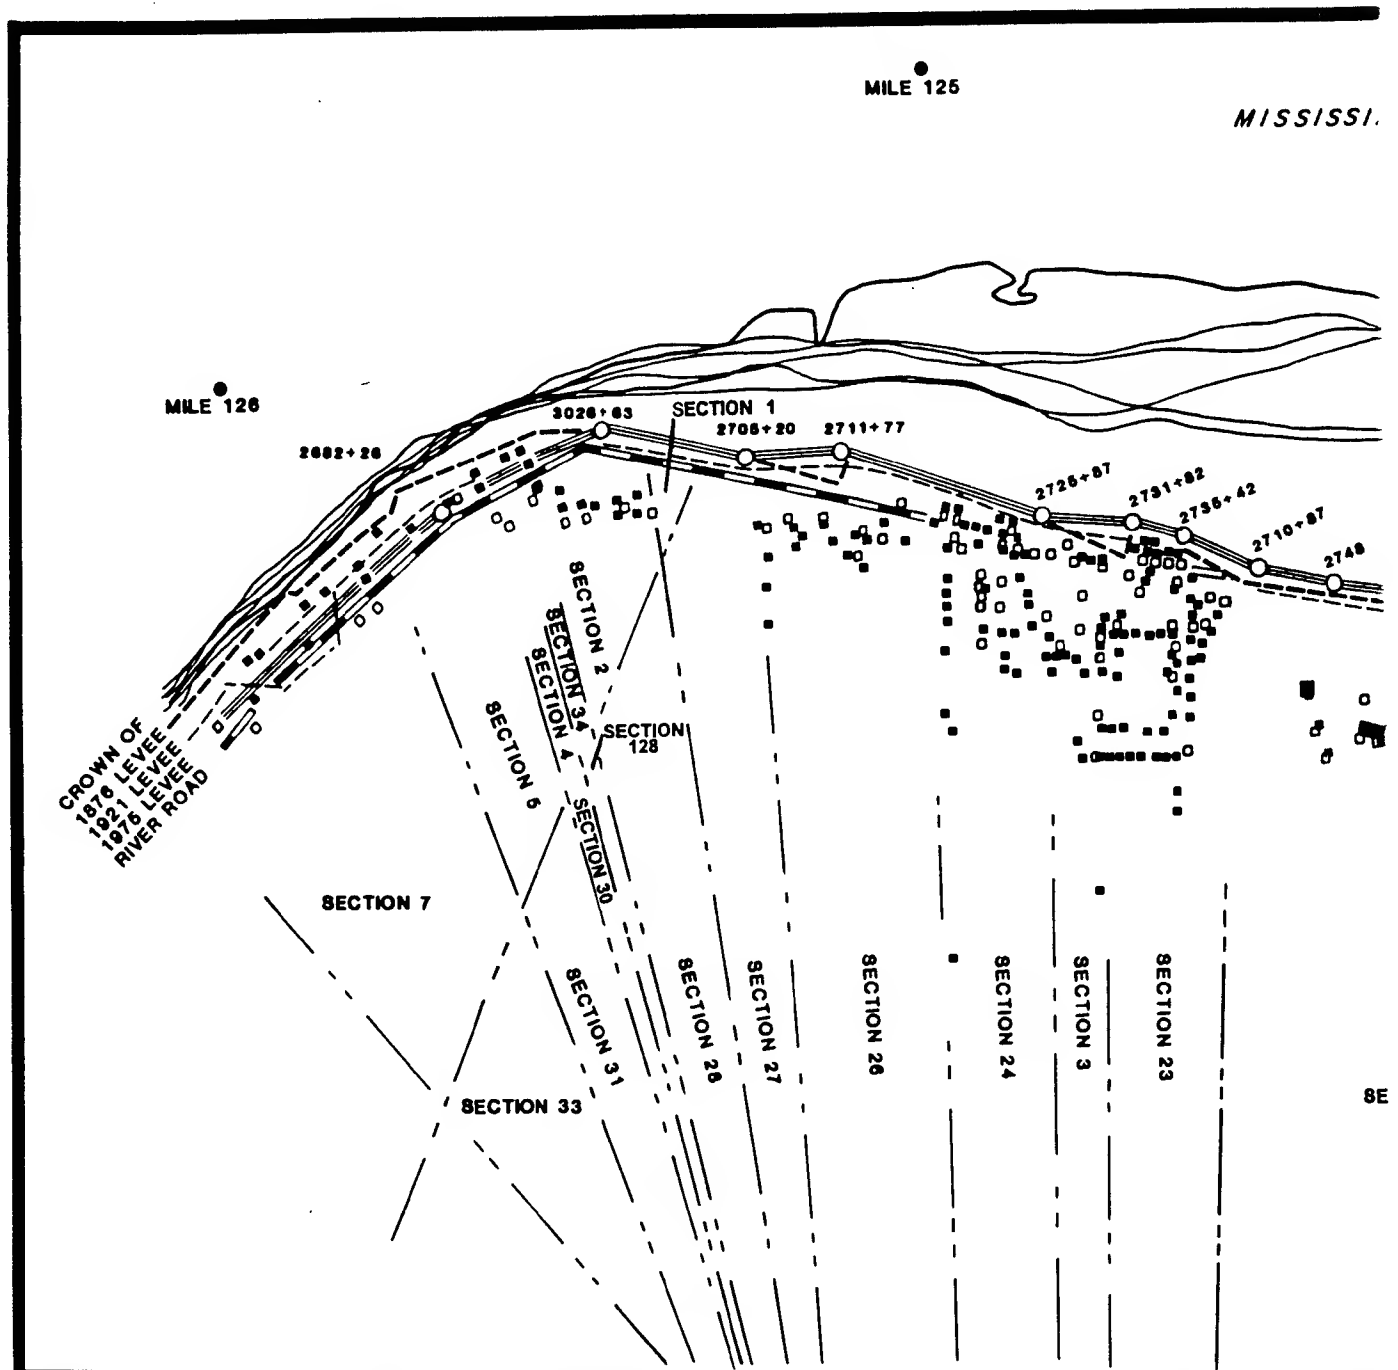 MILE 125
MISSISSI
MILE 126
3026+63
SECTION 1
2706+20
2711+77
2682+26
2726+87
2731+82
2736+42
2710+87
2748
SECTION 2
SECTION 34
SECTION 4
SECTION 5
SECTION
128
CROWN OF
1876 LEVEE
1921 LEVEE
1975 LEVEE
RIVER ROAD
SECTION 30
SECTION 7
SECTION 31
SECTION 28
SECTION 27
SECTION 26
SECTION 24
SECTION 3
SECTION 23
SECTION 33
SE